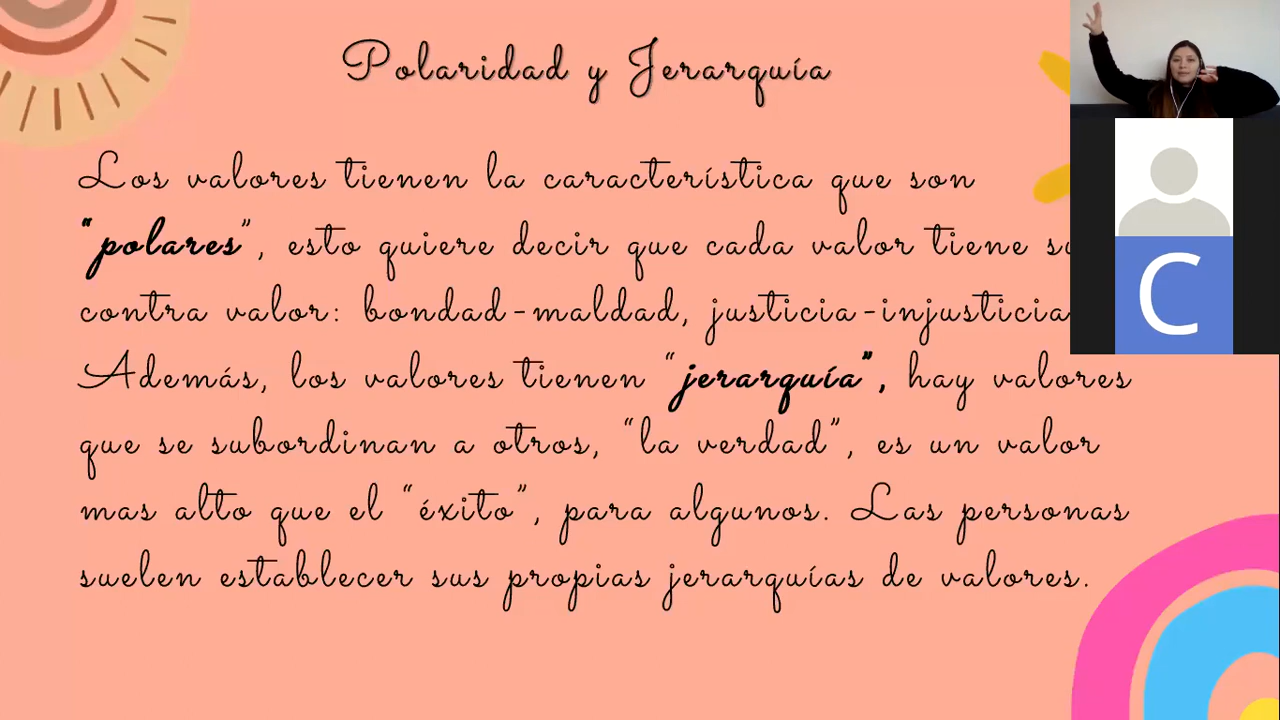 Polaridad y Jerarquía
Los valores tienen la característica que son
"polares", esto quiere decir que cada valor tiene
contra valor: bondad-maldad, justicia-injusticia
Además, los valores tienen "jerarquía", hay valores
que se subordinan a otros, "la verdad", es un valor
mas alto que el "éxito", para algunos. Las personas
suelen establecer sus propias jerarquías de valores.
C